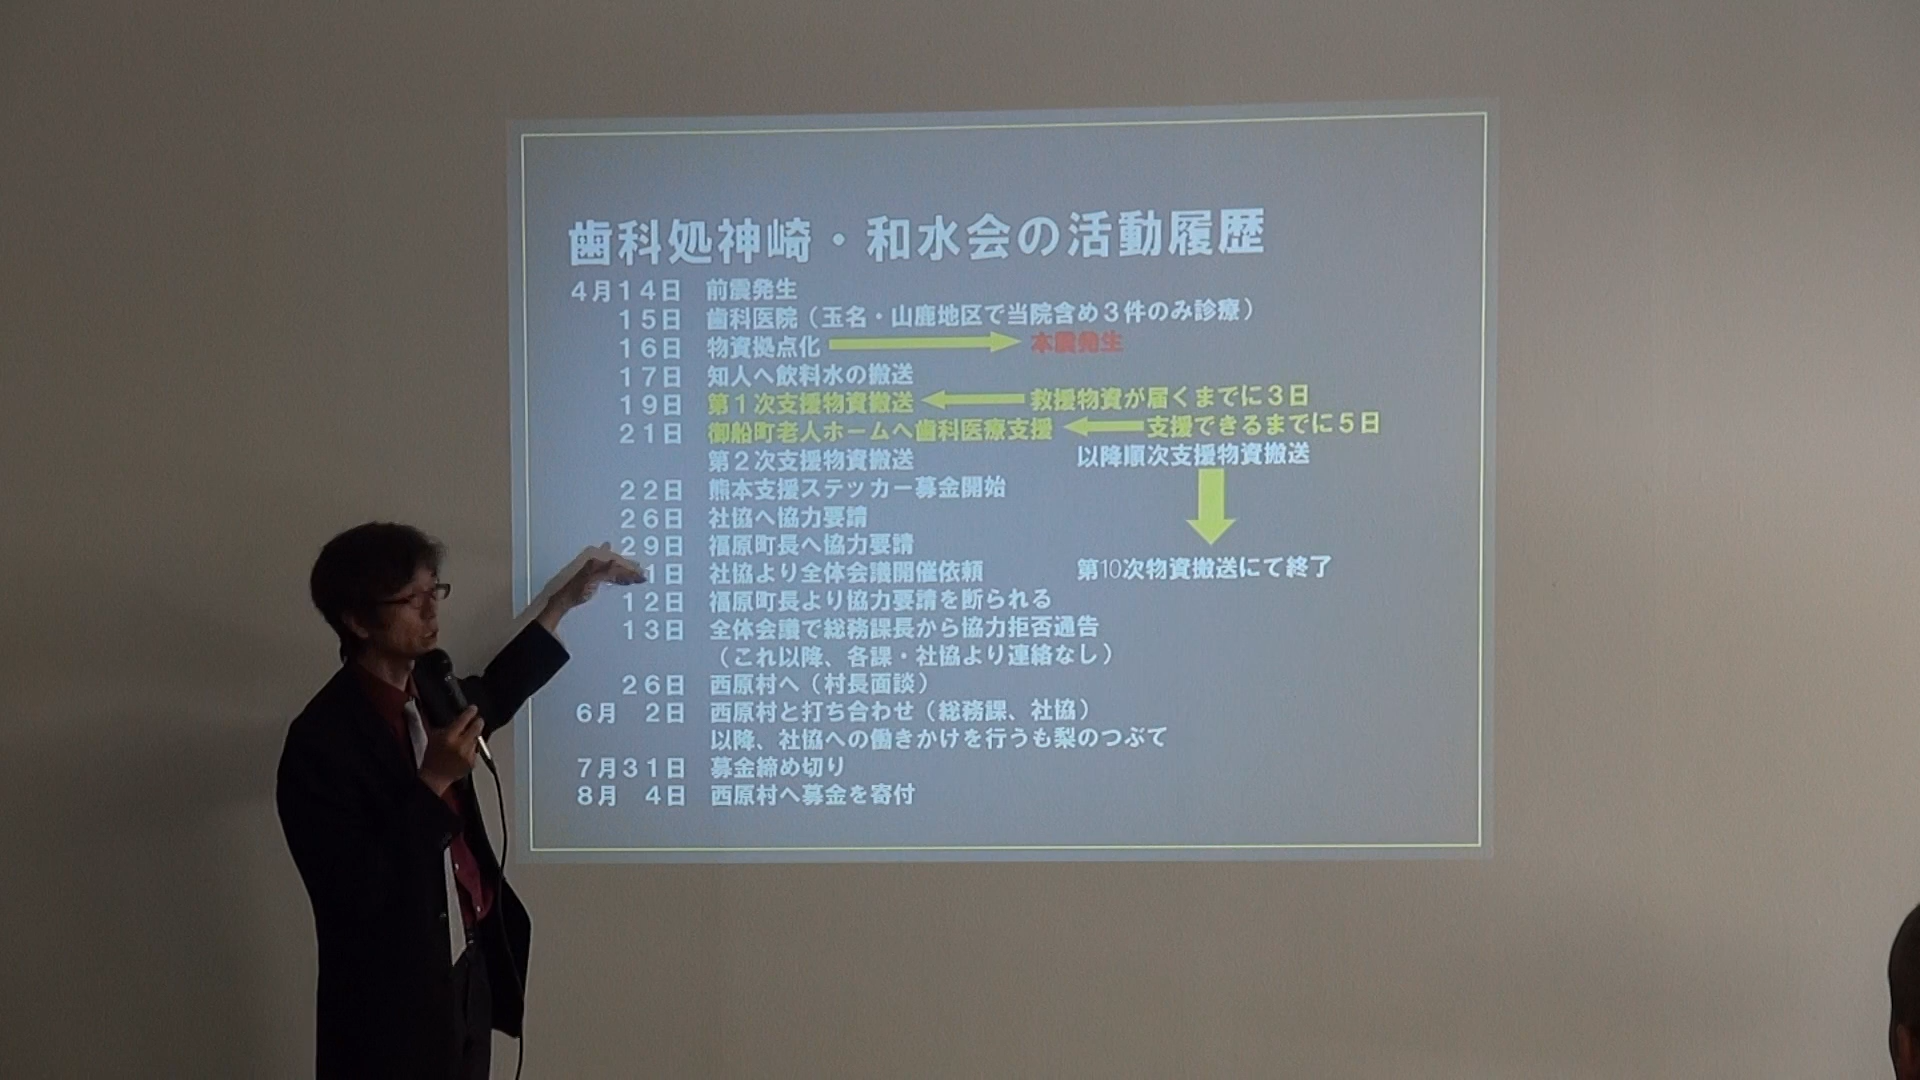 歯科処神崎・和水会の活動履歴
４月１４日　前震発生
１５日　歯科医院（玉名・山鹿地区で当院含め３件のみ診療）
１６日　物資拠点化　本震発生
１７日　知人へ飲料水の搬送
１９日　第１次支援物資搬送　救援物資が届くまでに３日
２１日　御船町老人ホームへ歯科医療支援　支援できるまでに５日
第２次支援物資搬送　以降順次支援物資搬送
２２日　熊本支援ステッカー募金開始
２６日　社協へ協力要請
２９日　福原町長へ協力要請
１日　社協より全体会議開催依頼　第10次物資搬送にて終了
１２日　福原町長より協力要請を断られる
１３日　全体会議で総務課長から協力拒否通告
（これ以降、各課・社協より連絡なし）
２６日　西原村へ（村長面談）
６月　２日　西原村と打ち合わせ（総務課、社協）
以降、社協への働きかけを行うも梨のつぶて
７月３１日　募金締め切り
８月　４日　西原村へ募金を寄付